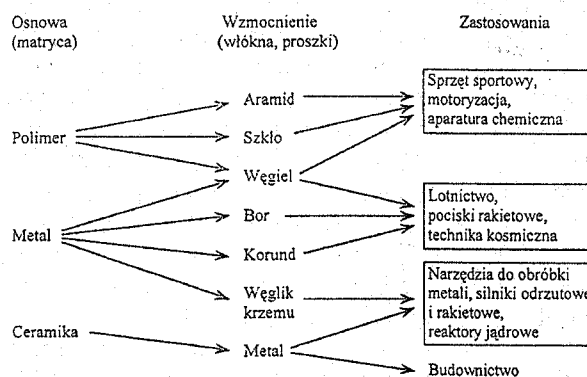 Osnowa
(matryca)
Wzmocnienie
(włókna, proszki)
Zastosowania
Polimer
Metal
Ceramika
Aramid
Szkło
Węgiel
Bor
Korund
Węglik
krzemu
Metal
Sprzęt sportowy,
motoryzacja,
aparatura chemiczna
Lotnictwo,
pociski rakietowe,
technika kosmiczna
Narzędzia do obróbki
metali, silniki odrzutowe
i rakietowe,
reaktory jądrowe
Budownictwo